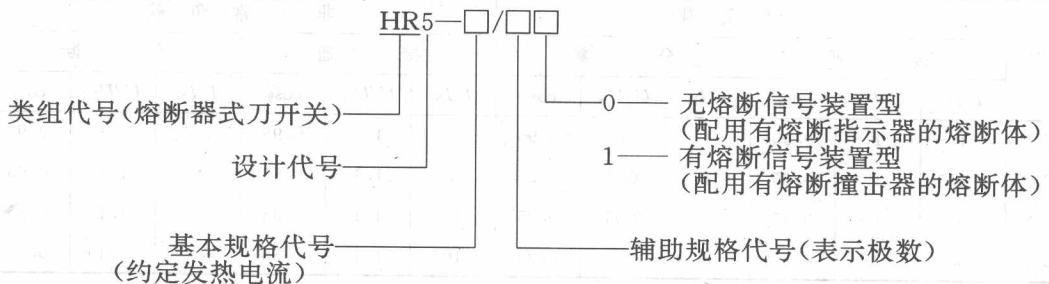 HR5—□/□□
类组代号(熔断器式刀开关)
0— 无熔断信号装置型
(配用有熔断指示器的熔断体)
设计代号
1— 有熔断信号装置型
(配用有熔断撞击器的熔断体)
基本规格代号
(约定发热电流)
辅助规格代号(表示极数)